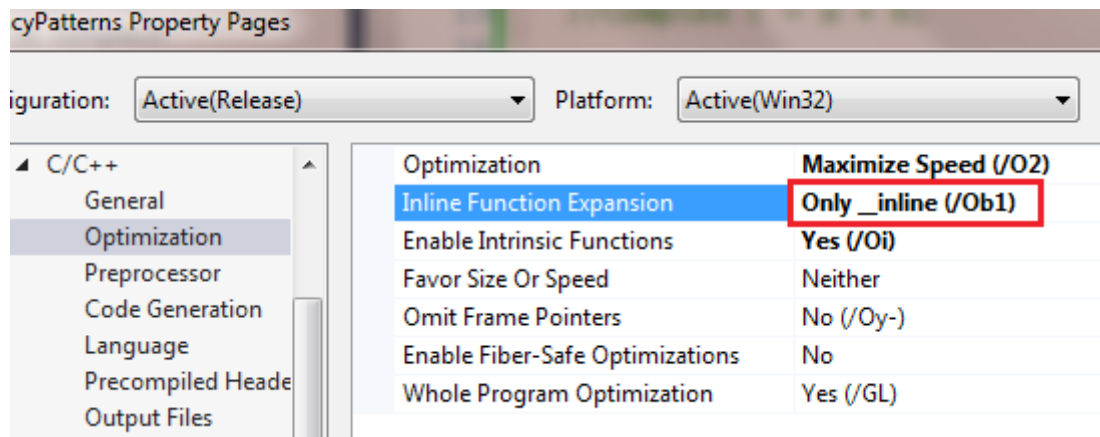 cyPatterns Property Pages
iguration: Active(Release) Platform: Active(Win32)
C/C++
General
Optimization
Preprocessor
Code Generation
Language
Precompiled Heade
Output Files
Optimization Maximize Speed (/O2)
Inline Function Expansion Only __inline (/Ob1)
Enable Intrinsic Functions Yes (/Oi)
Favor Size Or Speed Neither
Omit Frame Pointers No (/Oy-)
Enable Fiber-Safe Optimizations No
Whole Program Optimization Yes (/GL)